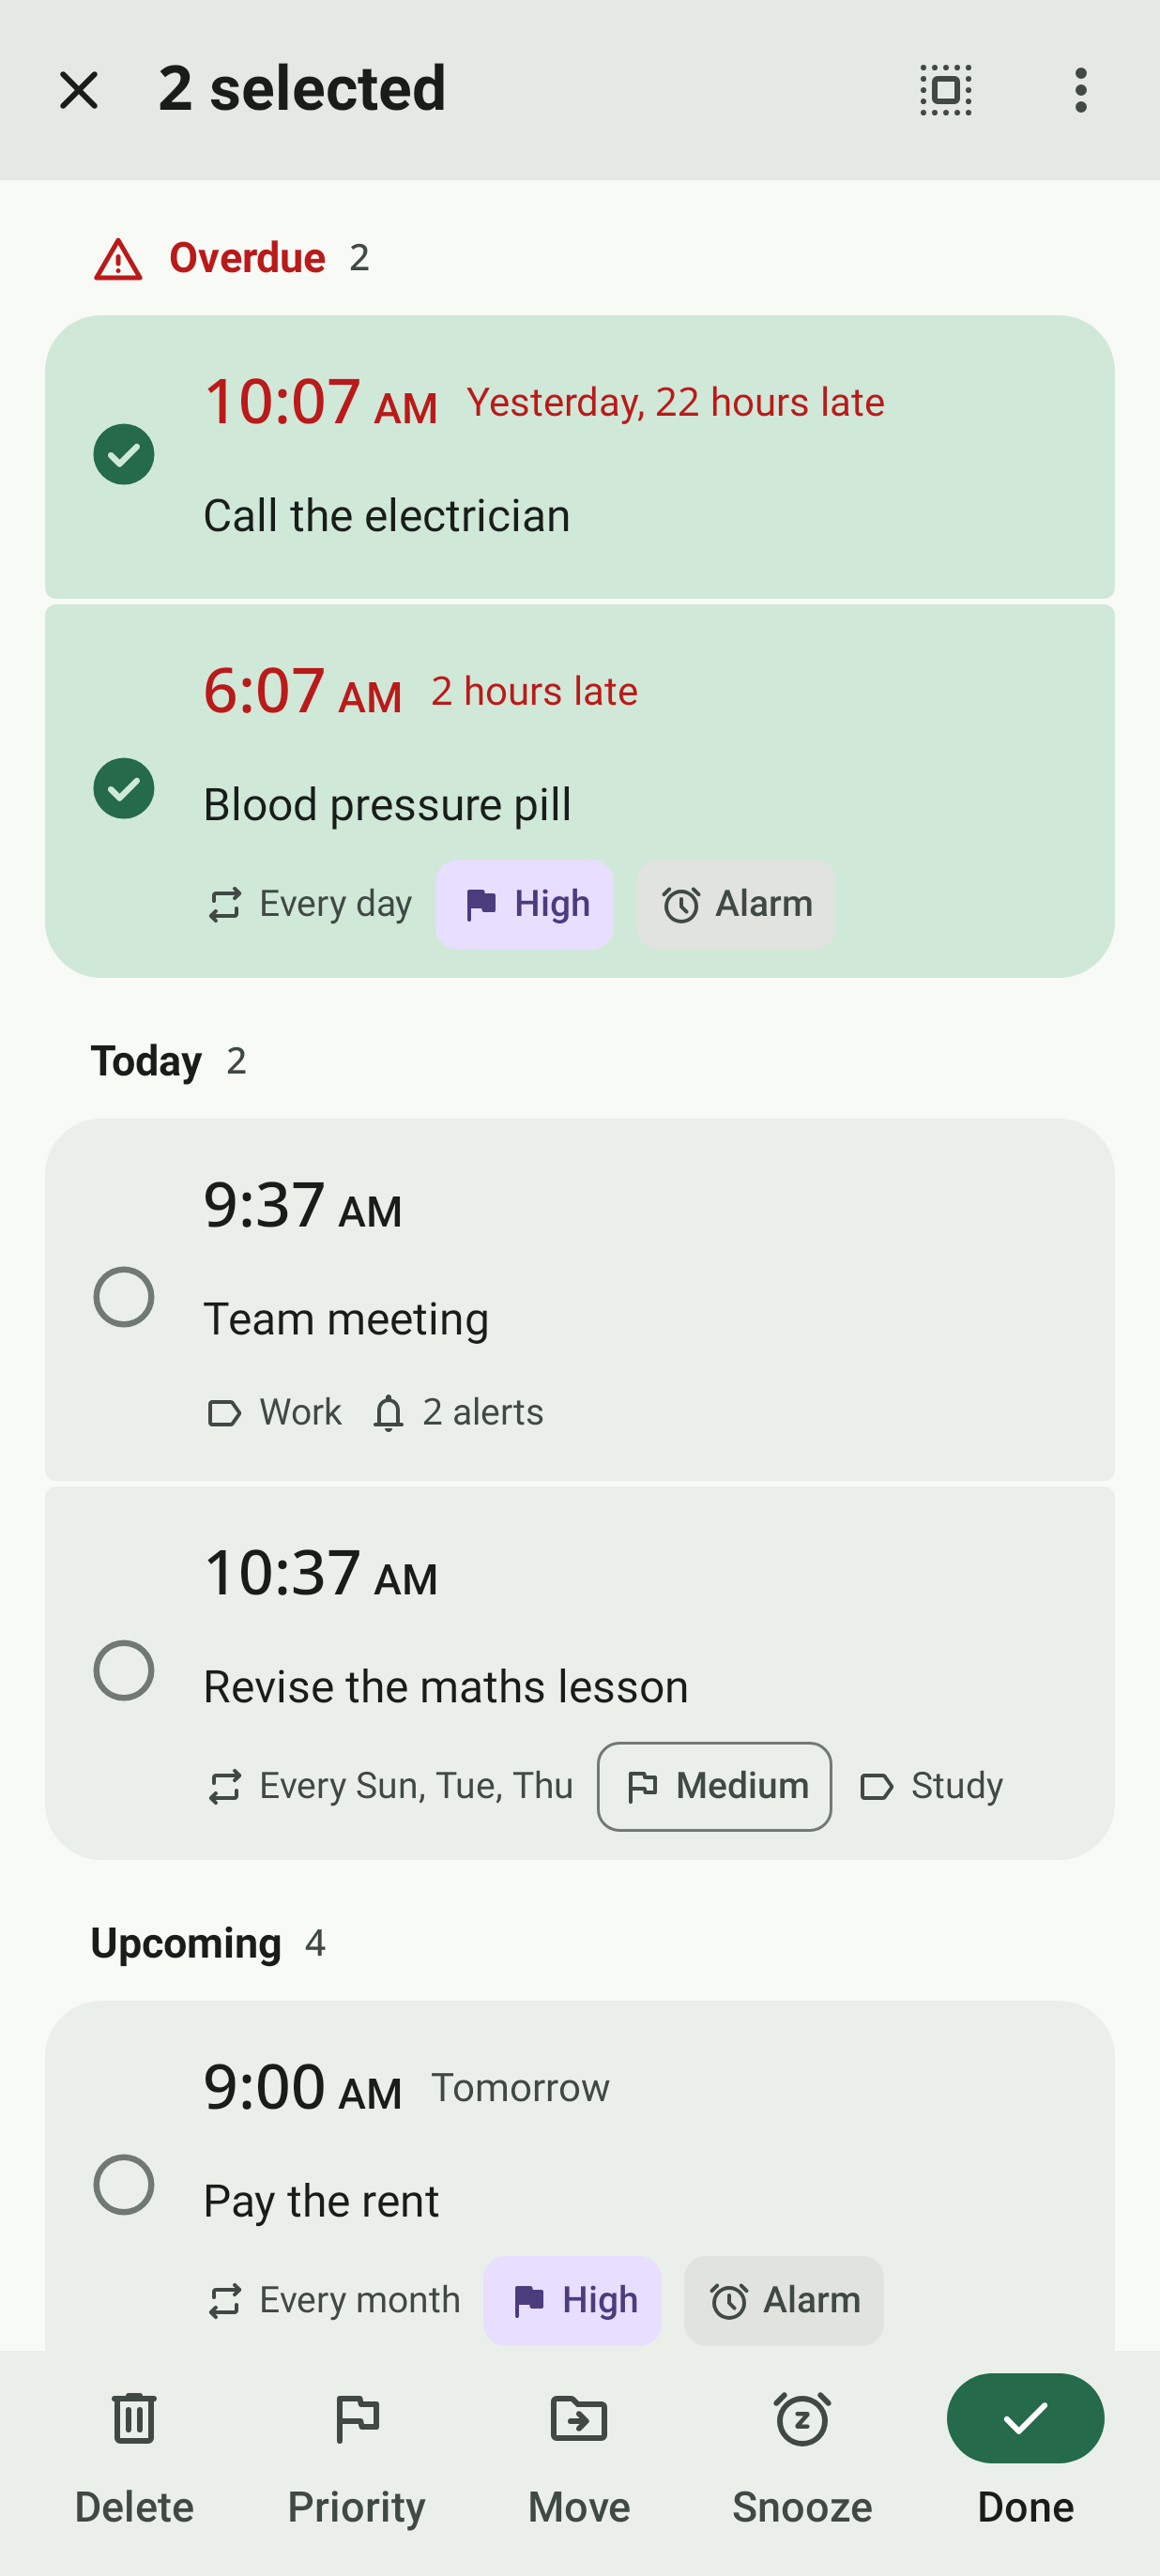 2 selected
Overdue 2
10:07 AM Yesterday, 22 hours late
Call the electrician
6:07 AM 2 hours late
Blood pressure pill
Every day High Alarm
Today 2
9:37 AM
Team meeting
Work 2 alerts
10:37 AM
Revise the maths lesson
Every Sun, Tue, Thu Medium Study
Upcoming 4
9:00 AM Tomorrow
Pay the rent
Every month High Alarm
Delete Priority Move Snooze Done